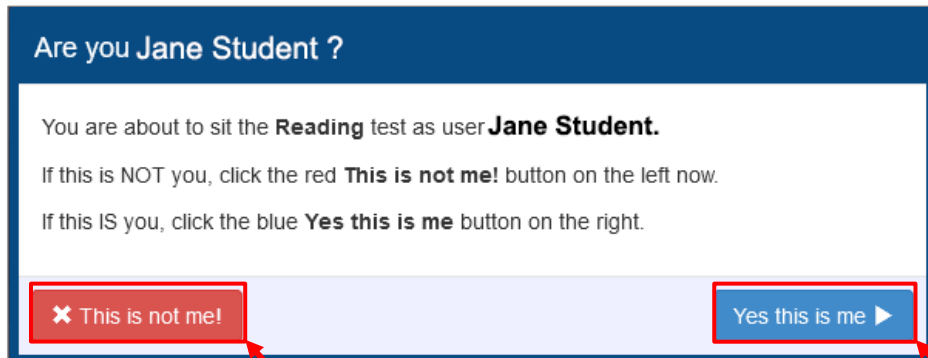 Are you Jane Student ?
You are about to sit the Reading test as user Jane Student.
If this is NOT you, click the red This is not me! button on the left now.
If this IS you, click the blue Yes this is me button on the right.
✖ This is not me!
Yes this is me ▶